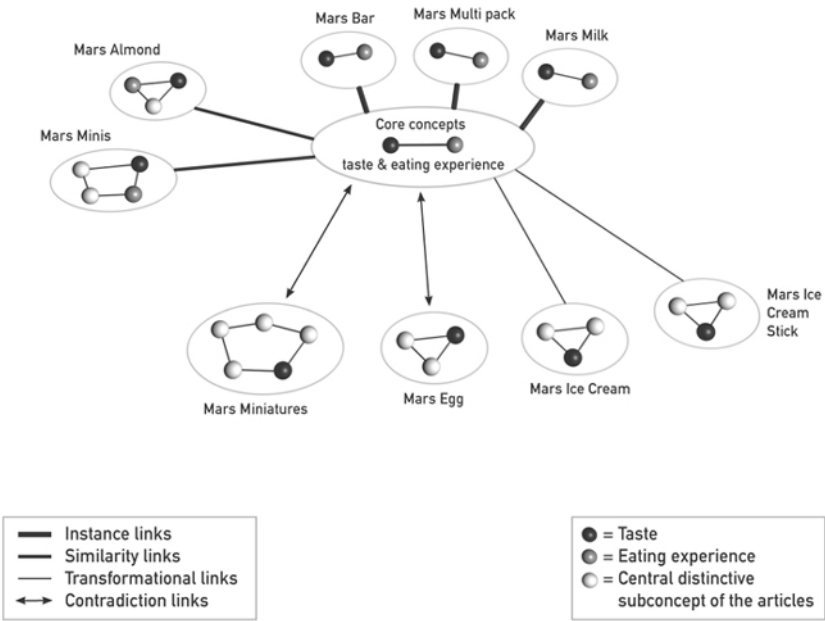 Mars Bar
Mars Multi pack
Mars Milk
Mars Almond
Mars Minis
Core concepts
taste & eating experience
Mars Ice
Cream
Stick
Mars Miniatures
Mars Egg
Mars Ice Cream
Instance links
Similarity links
Transformational links
Contradiction links
= Taste
= Eating experience
= Central distinctive
subconcept of the articles